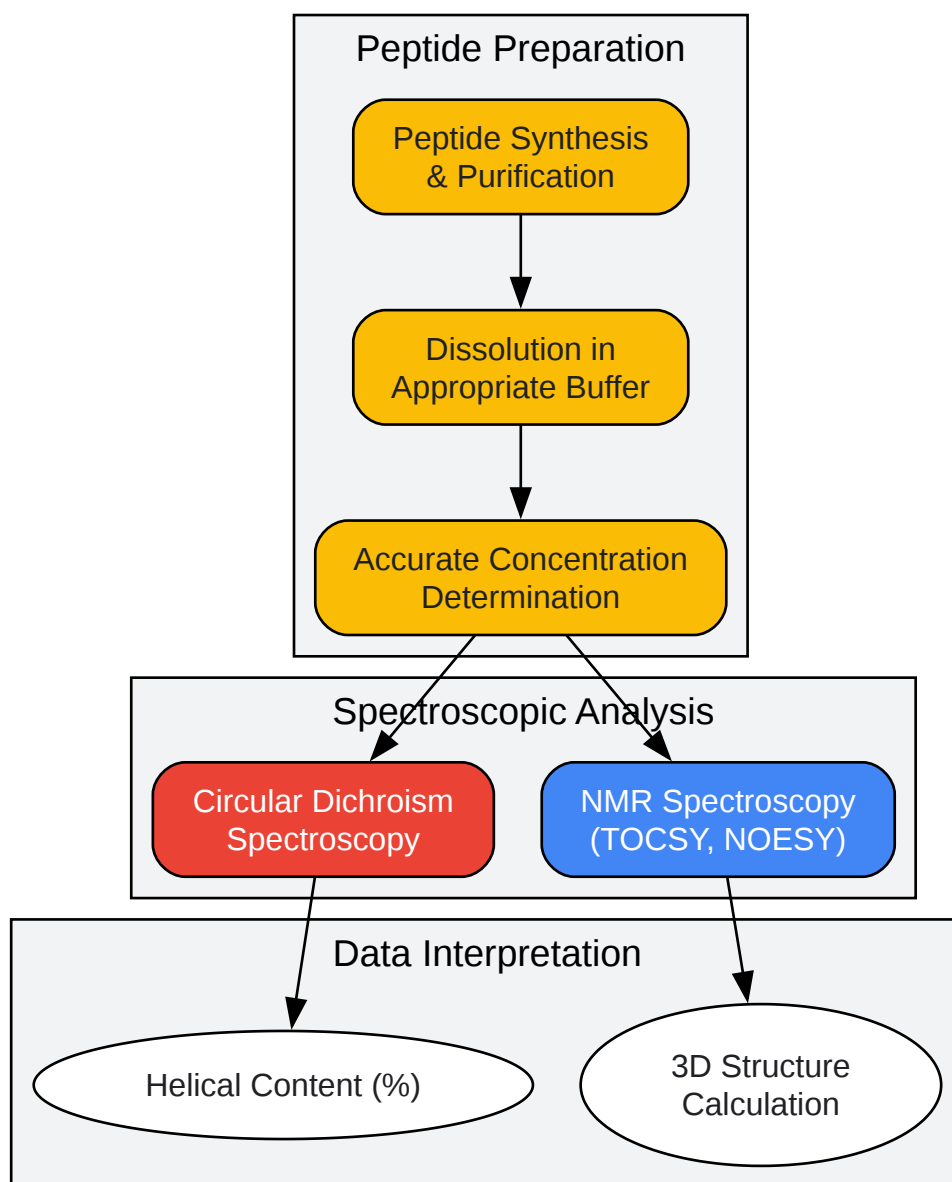 Peptide Preparation
Peptide Synthesis
& Purification
Dissolution in
Appropriate Buffer
Accurate Concentration
Determination
Spectroscopic Analysis
Circular Dichroism
Spectroscopy
NMR Spectroscopy
(TOCSY, NOESY)
Data Interpretation
Helical Content (%)
3D Structure
Calculation